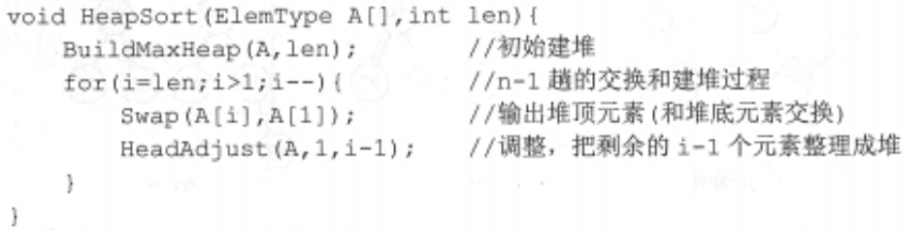 void HeapSort(ElemType A[],int len){
    BuildMaxHeap(A,len);          //初始建堆
    for(i=len;i>1;i--){           //n-1 趟的交换和建堆过程
        Swap(A[i],A[1]);          //输出堆顶元素(和堆底元素交换)
        HeadAdjust(A,1,i-1);      //调整，把剩余的 i-1 个元素整理成堆
    }
}